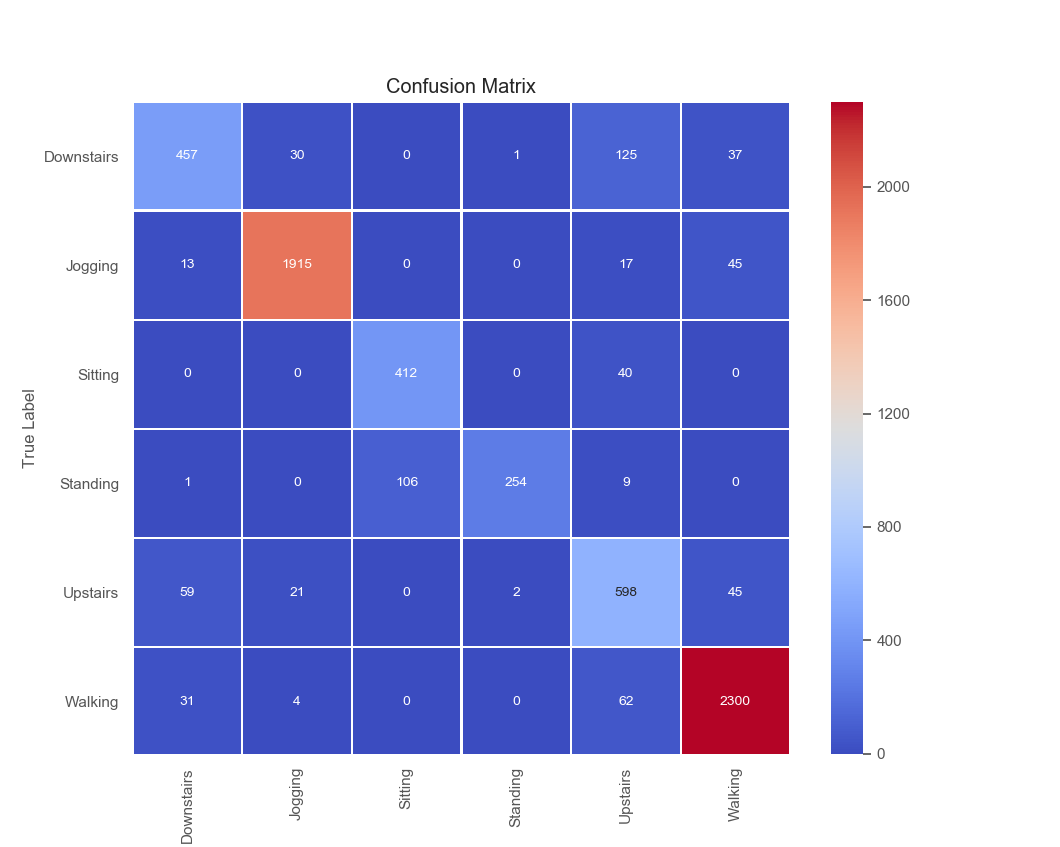 Confusion Matrix
True Label
Downstairs 457 30 0 1 125 37
Jogging 13 1915 0 0 17 45
Sitting 0 0 412 0 40 0
Standing 1 0 106 254 9 0
Upstairs 59 21 0 2 598 45
Walking 31 4 0 0 62 2300
Downstairs Jogging Sitting Standing Upstairs Walking
2000
1600
1200
800
400
0